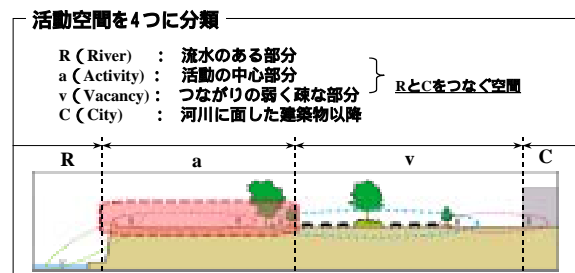 活動空間を4つに分類
R（River）：流水のある部分
a（Activity）：活動の中心部分
v（Vacancy）：つながりの弱く疎な部分
C（City）：河川に面した建築物以降
RとCをつなぐ空間
R a v C